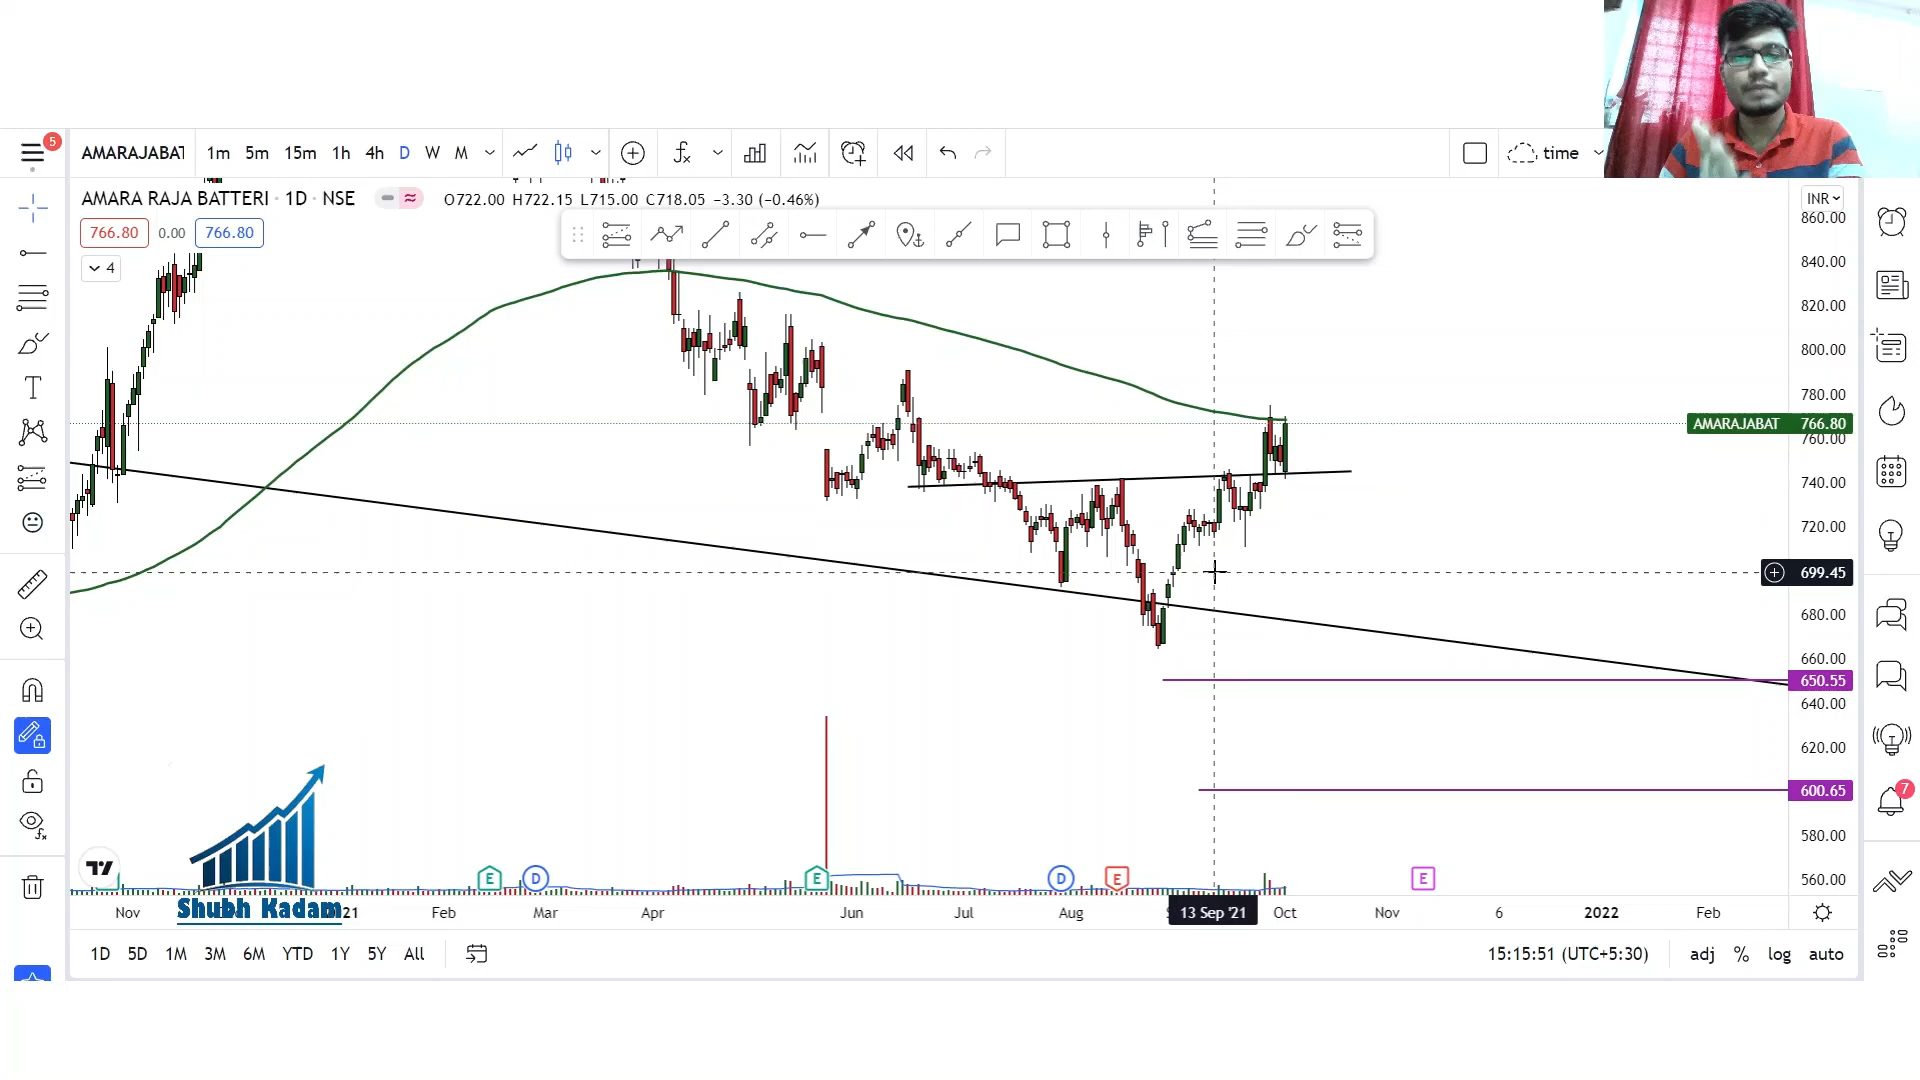 5
AMARAJABAT 1m 5m 15m 1h 4h D W M time
AMARA RAJA BATTERI · 1D · NSE O722.00 H722.15 L715.00 C718.05 −3.30 (−0.46%)
766.80 0.00 766.80
4
INR
860.00
840.00
820.00
800.00
780.00
AMARAJABAT 766.80
760.00
740.00
720.00
699.45
680.00
660.00
650.55
640.00
620.00
600.65
580.00
560.00
7
E D E D E E
Shubh Kadam
Nov 2021 Feb Mar Apr Jun Jul Aug 13 Sep '21 Oct Nov 6 2022 Feb
1D 5D 1M 3M 6M YTD 1Y 5Y All 15:15:51 (UTC+5:30) adj % log auto